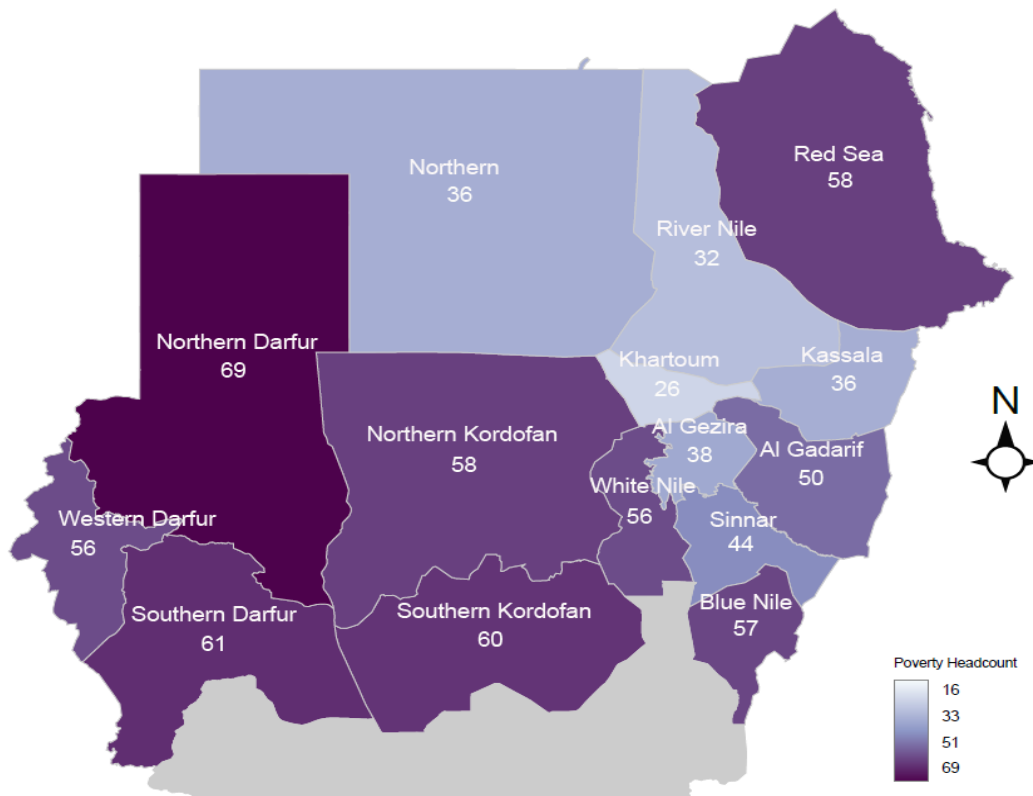 Northern
36
Red Sea
58
River Nile
32
Northern Darfur
69
Khartoum
26
Kassala
36
Northern Kordofan
58
Al Gezira
38
Al Gadarif
50
White Nile
56
Western Darfur
56
Sinnar
44
Southern Darfur
61
Southern Kordofan
60
Blue Nile
57
N
Poverty Headcount
16
33
51
69